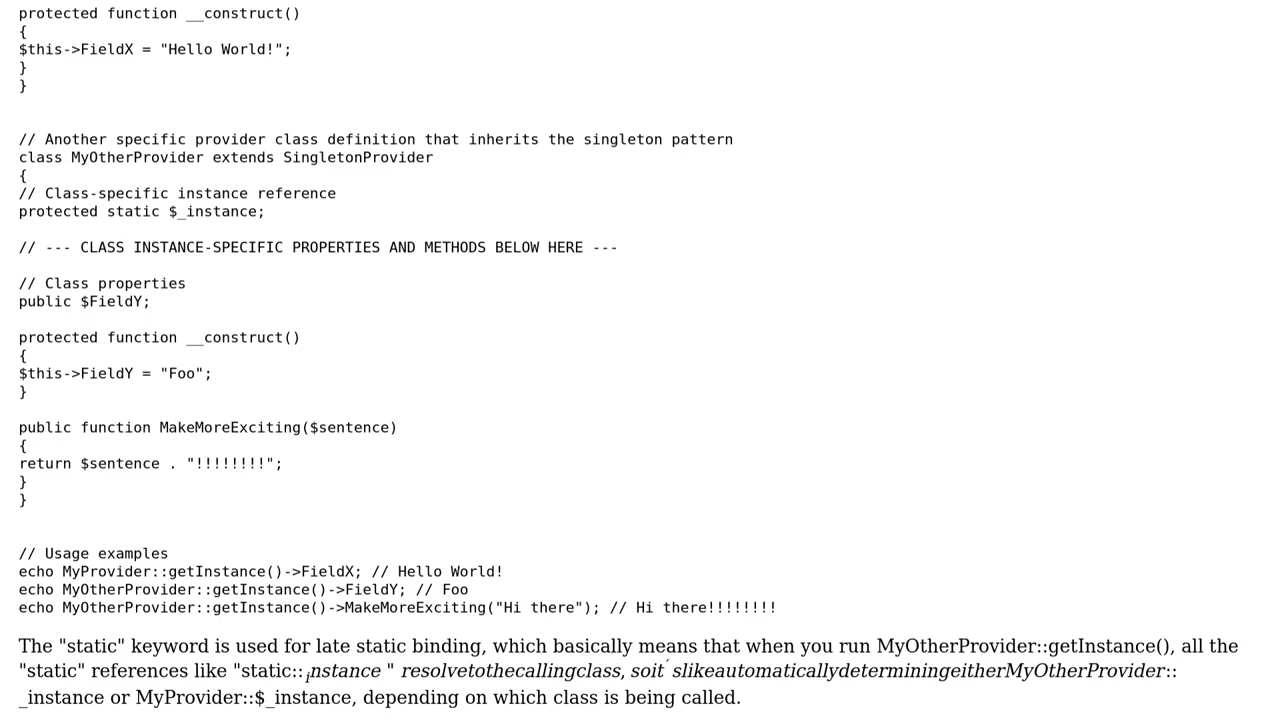 protected function __construct()
{
$this->FieldX = "Hello World!";
}
}
// Another specific provider class definition that inherits the singleton pattern
class MyOtherProvider extends SingletonProvider
{
// Class-specific instance reference
protected static $_instance;
// --- CLASS INSTANCE-SPECIFIC PROPERTIES AND METHODS BELOW HERE ---
// Class properties
public $FieldY;
protected function __construct()
{
$this->FieldY = "Foo";
}
public function MakeMoreExciting($sentence)
{
return $sentence . "!!!!!!!!";
}
}
// Usage examples
echo MyProvider::getInstance()->FieldX; // Hello World!
echo MyOtherProvider::getInstance()->FieldY; // Foo
echo MyOtherProvider::getInstance()->MakeMoreExciting("Hi there"); // Hi there!!!!!!!!
The "static" keyword is used for late static binding, which basically means that when you run MyOtherProvider::getInstance(), all the
"static" references like "static::ᵢnstance " resolvetothecallingclass, soit′slikeautomaticallydeterminingeitherMyOtherProvider::
_instance or MyProvider::$_instance, depending on which class is being called.